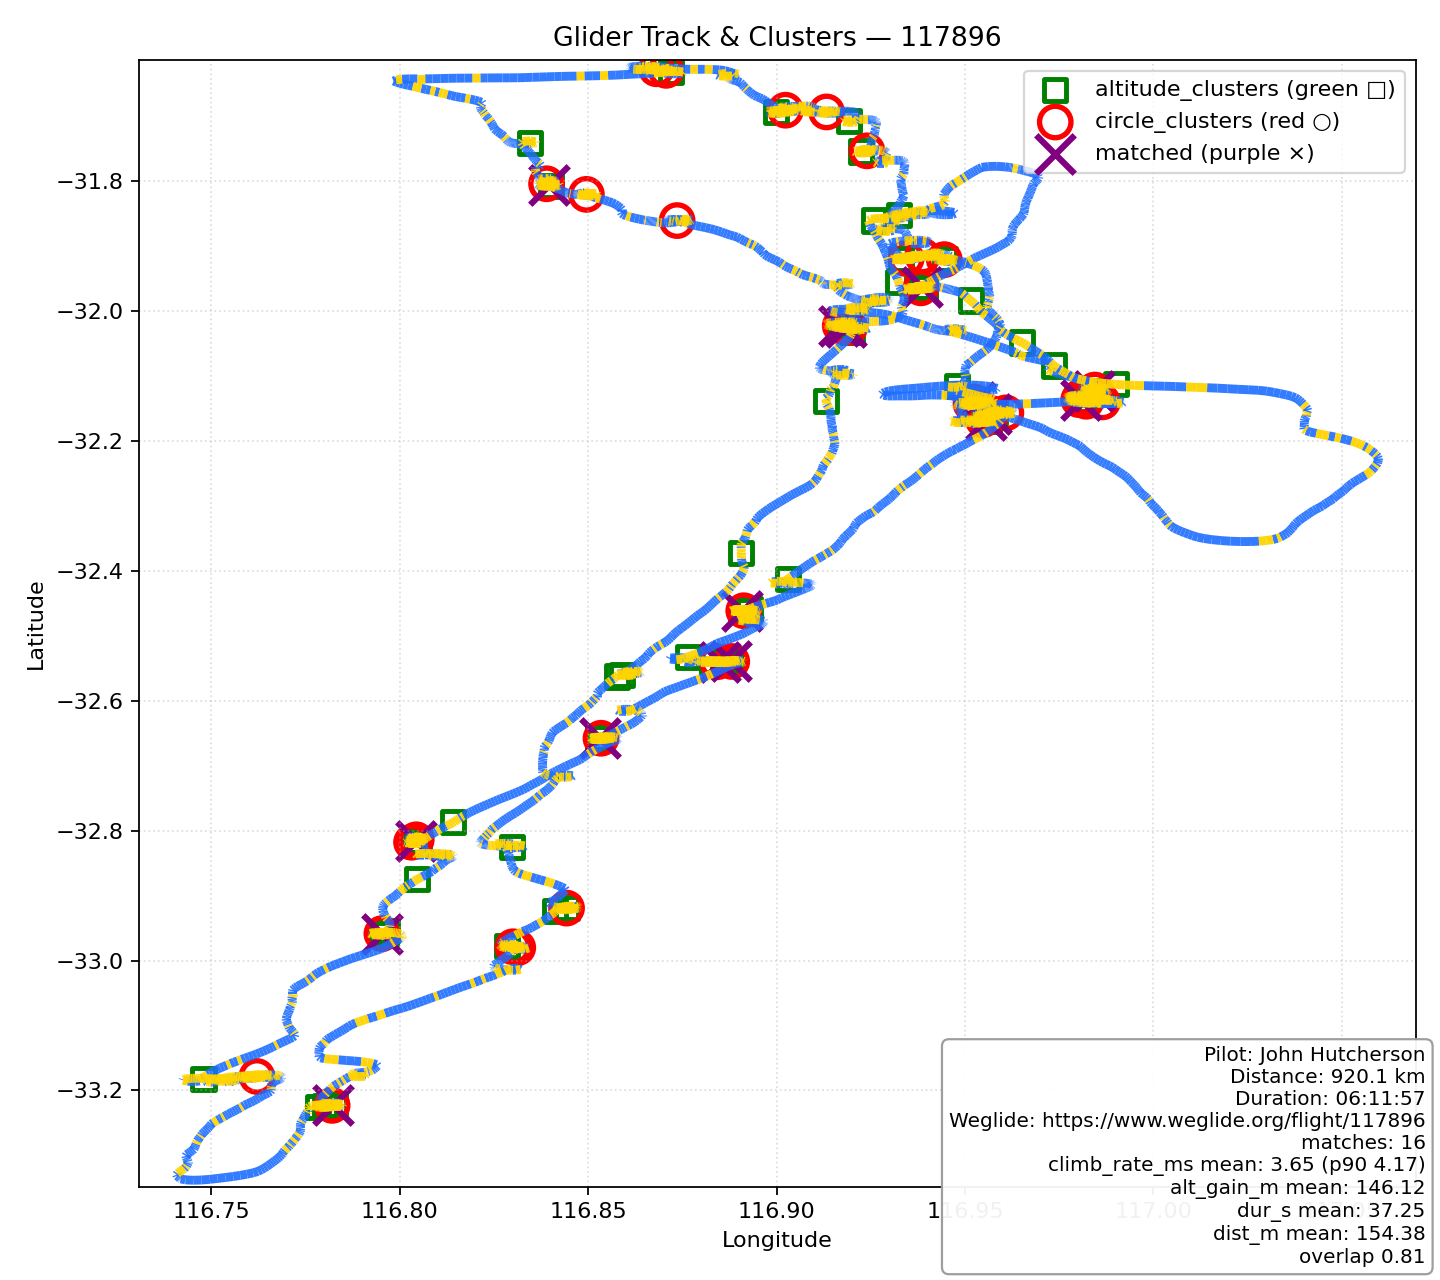 Glider Track & Clusters — 117896
altitude_clusters (green □)
circle_clusters (red ○)
matched (purple ×)
−31.8
−32.0
−32.2
−32.4
−32.6
−32.8
−33.0
−33.2
Latitude
116.75
116.80
116.85
116.90
116.95
117.00
Longitude
Pilot: John Hutcherson
Distance: 920.1 km
Duration: 06:11:57
Weglide: https://www.weglide.org/flight/117896
matches: 16
climb_rate_ms mean: 3.65 (p90 4.17)
alt_gain_m mean: 146.12
dur_s mean: 37.25
dist_m mean: 154.38
overlap 0.81